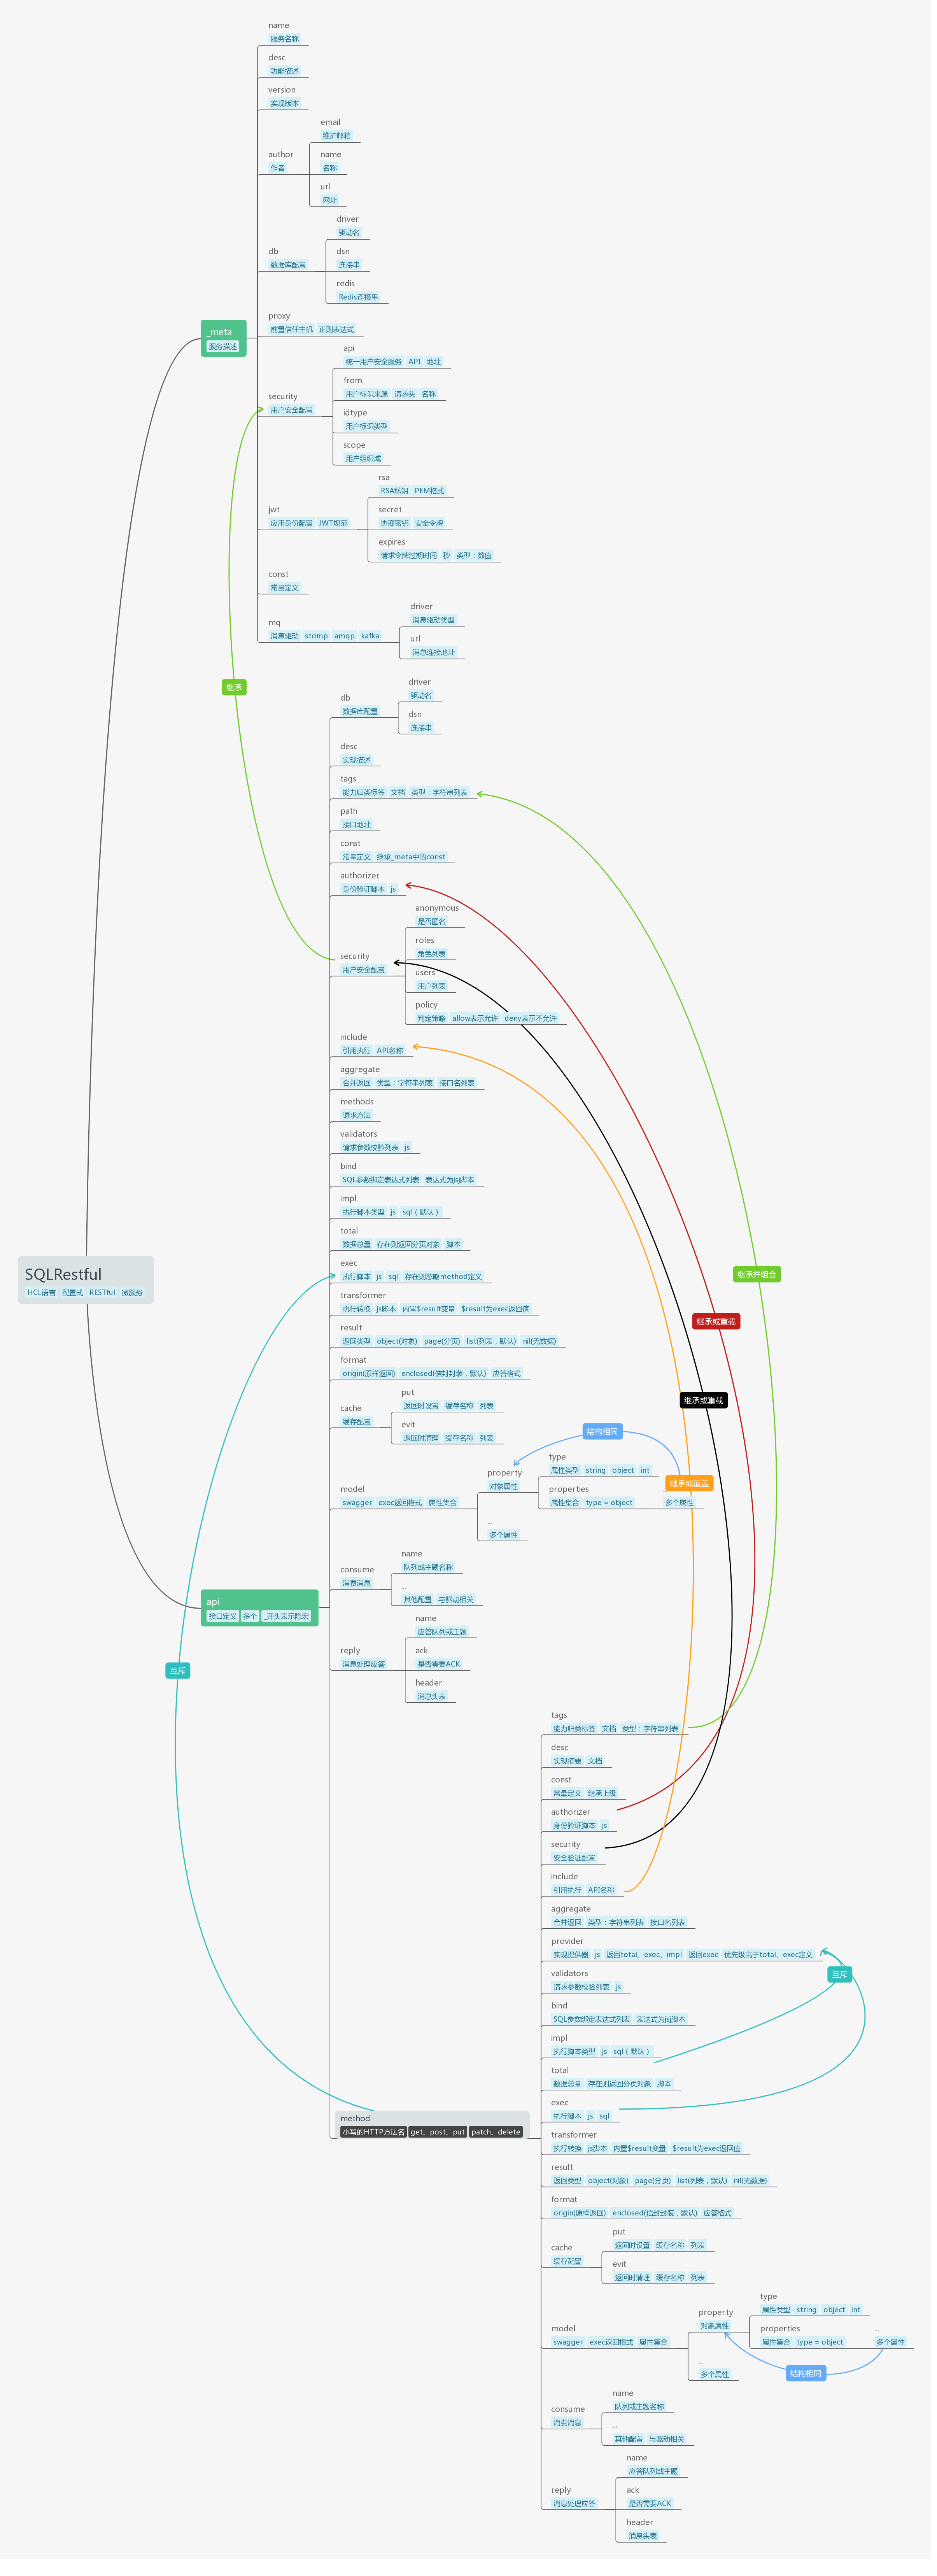 name
服务名称
desc
功能描述
version
实现版本
author
作者
email
维护邮箱
name
名称
url
网址
db
数据库配置
driver
驱动名
dsn
连接串
redis
Redis连接串
proxy
前置信任主机 正则表达式
_meta
服务描述
security
用户安全配置
api
统一用户安全服务 API 地址
from
用户标识来源 请求头 名称
idtype
用户标识类型
scope
用户组织域
jwt
应用身份配置 JWT规范
rsa
RSA私钥 PEM格式
secret
协商密钥 安全令牌
expires
请求令牌过期时间 秒 类型：数值
const
常量定义
mq
消息驱动 stomp amqp kafka
driver
消息驱动类型
url
消息连接地址
继承
db
数据库配置
driver
驱动名
dsn
连接串
desc
实现描述
tags
能力归类标签 文档 类型：字符串列表
path
接口地址
const
常量定义 继承_meta中的const
authorizer
身份验证脚本 js
security
用户安全配置
anonymous
是否匿名
roles
角色列表
users
用户列表
policy
判定策略 allow表示允许 deny表示不允许
include
引用执行 API名称
aggregate
合并返回 类型：字符串列表 接口名列表
methods
请求方法
validators
请求参数校验列表 js
bind
SQL参数绑定表达式列表 表达式为js脚本
impl
执行脚本类型 js sql（默认）
total
数据总量 存在则返回分页对象 脚本
SQLRestful
HCL语言 配置式 RESTful 微服务
exec
执行脚本 js sql 存在则忽略method定义
继承并组合
transformer
执行转换 js脚本 内置$result变量 $result为exec返回值
继承或重载
result
返回类型 object(对象) page(分页) list(列表，默认) nil(无数据)
format
origin(原样返回) enclosed(信封封装，默认) 应答格式
继承或重载
cache
缓存配置
put
返回时设置 缓存名称 列表
evit
返回时清理 缓存名称 列表
结构相同
model
swagger exec返回格式 属性集合
property
对象属性
type
属性类型 string object int
继承或覆盖
properties
属性集合 type = object
多个属性
...
多个属性
consume
消费消息
name
队列或主题名称
...
其他配置 与驱动相关
api
接口定义 多个 _开头表示隐宏
reply
消息处理应答
name
应答队列或主题
ack
是否需要ACK
header
消息头表
互斥
tags
能力归类标签 文档 类型：字符串列表
desc
实现摘要 文档
const
常量定义 继承上级
authorizer
身份验证脚本 js
security
安全验证配置
include
引用执行 API名称
aggregate
合并返回 类型：字符串列表 接口名列表
provider
实现提供器 js 返回total、exec、impl 返回exec 优先级高于total、exec定义
互斥
validators
请求参数校验列表 js
bind
SQL参数绑定表达式列表 表达式为js脚本
impl
执行脚本类型 js sql（默认）
total
数据总量 存在则返回分页对象 脚本
exec
执行脚本 js sql
method
小写的HTTP方法名 get、post、put patch、delete
transformer
执行转换 js脚本 内置$result变量 $result为exec返回值
result
返回类型 object(对象) page(分页) list(列表，默认) nil(无数据)
format
origin(原样返回) enclosed(信封封装，默认) 应答格式
cache
缓存配置
put
返回时设置 缓存名称 列表
evit
返回时清理 缓存名称 列表
model
swagger exec返回格式 属性集合
property
对象属性
type
属性类型 string object int
properties
属性集合 type = object
...
多个属性
结构相同
...
多个属性
consume
消费消息
name
队列或主题名称
...
其他配置 与驱动相关
reply
消息处理应答
name
应答队列或主题
ack
是否需要ACK
header
消息头表